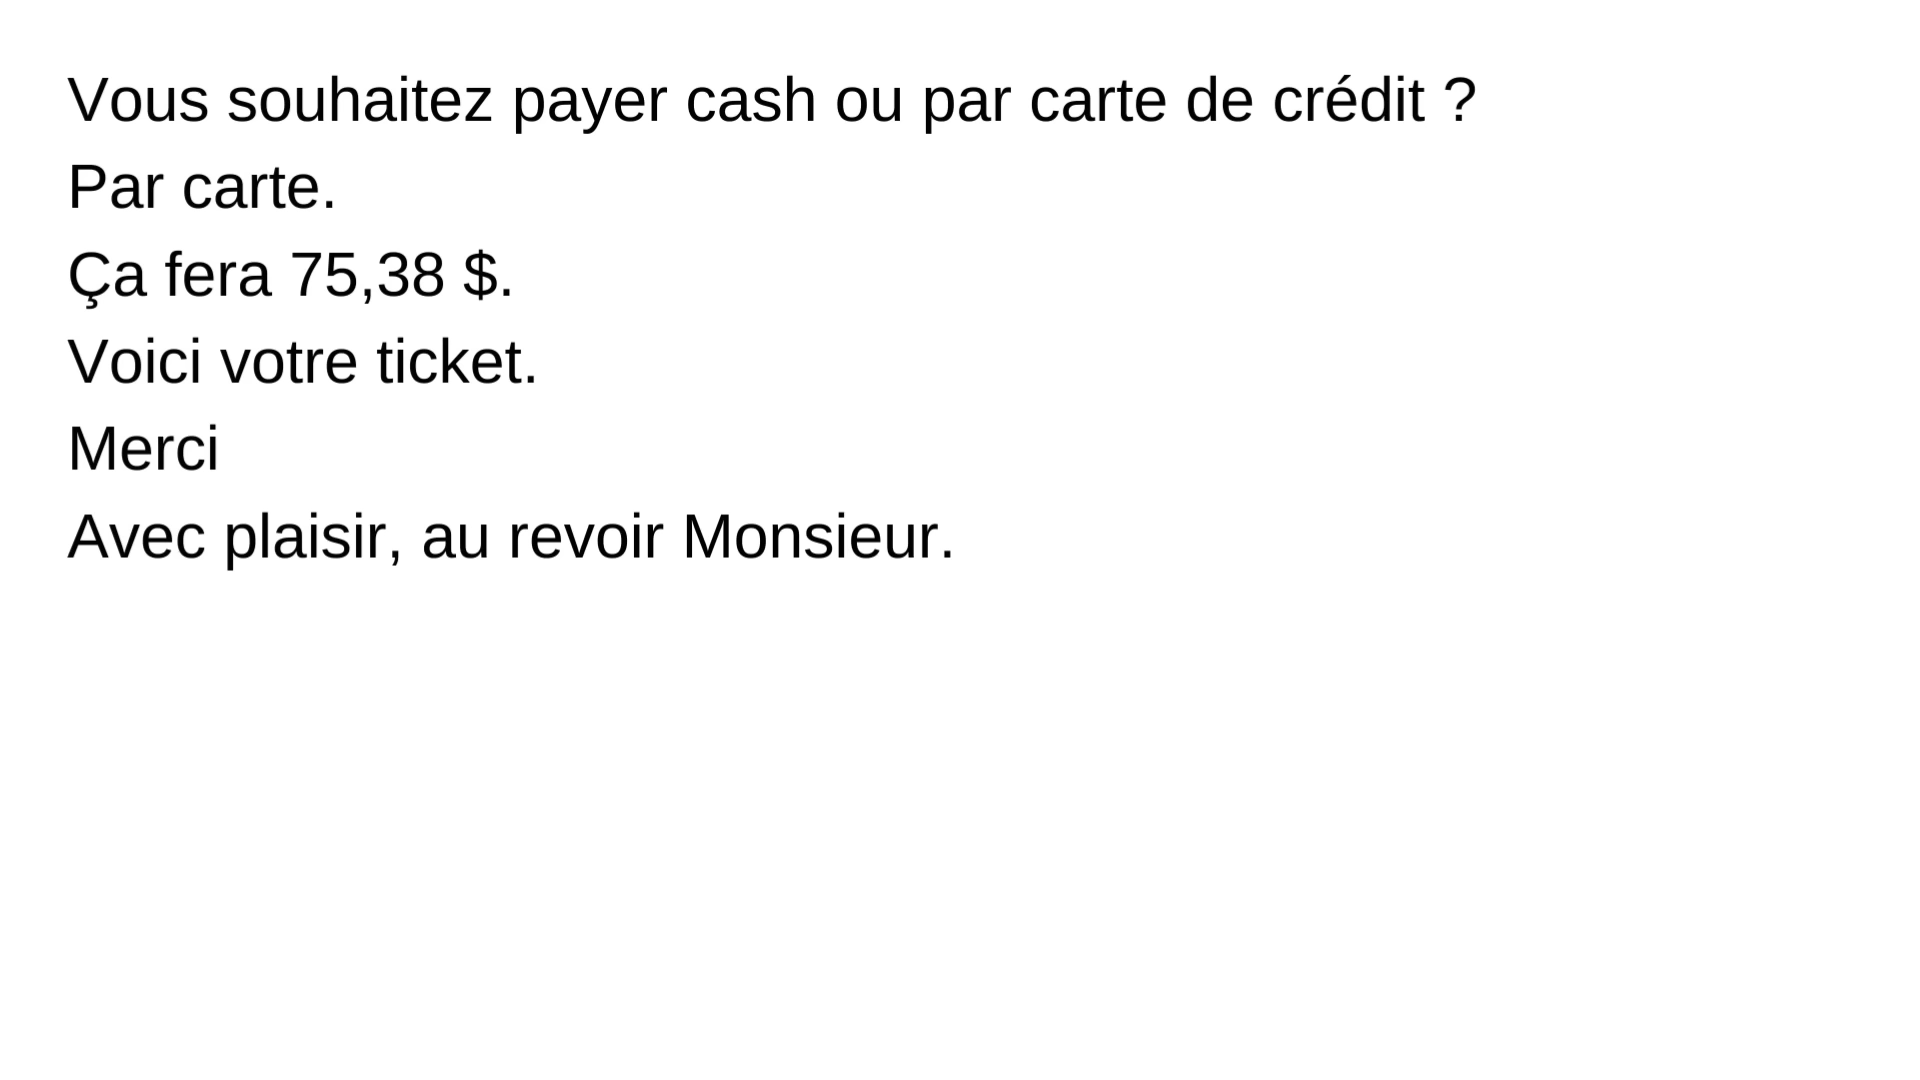 Vous souhaitez payer cash ou par carte de crédit ?
Par carte.
Ça fera 75,38 $.
Voici votre ticket.
Merci
Avec plaisir, au revoir Monsieur.